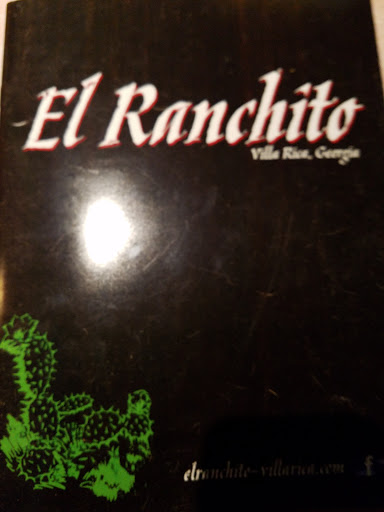 El Ranchito
Villa Rica, Georgia
elranchito-villarica.com f